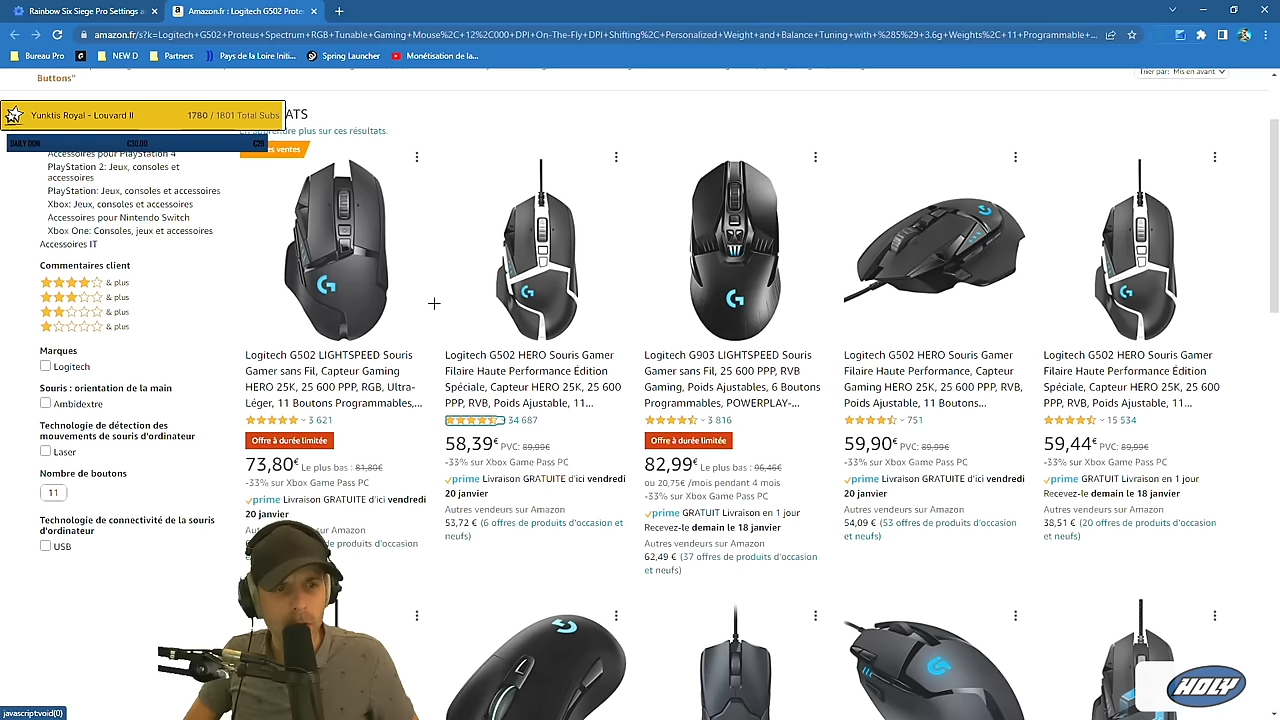 Rainbow Six Siege Pro Settings a
Amazon.fr : Logitech G502 Prote
amazon.fr/s?k=Logitech+G502+Proteus+Spectrum+RGB+Tunable+Gaming+Mouse%2C+12%2C000+DPI+On-The-Fly+DPI+Shifting%2C+Personalized+Weight+and+Balance+Tuning+with+%285%29+3.6g+Weights%2C+11+Programmable+...
Bureau Pro
NEW D
Partners
Pays de la Loire Initi...
Spring Launcher
Monétisation de la...
Buttons"
Trier par: Mis en avant
Yunktis Royal - Louvard II 1780 / 1801 Total Subs
ATS
En apprendre plus sur ces résultats.
DAILY DON €30,00 €29
es ventes
Accessoires pour PlayStation 4
PlayStation 2: Jeux, consoles et
accessoires
PlayStation: Jeux, consoles et accessoires
Xbox: Jeux, consoles et accessoires
Accessoires pour Nintendo Switch
Xbox One: Consoles, jeux et accessoires
Accessoires IT
Commentaires client
& plus
& plus
& plus
& plus
Marques
Logitech
Souris : orientation de la main
Ambidextre
Technologie de détection des
mouvements de souris d'ordinateur
Laser
Nombre de boutons
11
Technologie de connectivité de la souris
d'ordinateur
USB
Logitech G502 LIGHTSPEED Souris
Gamer sans Fil, Capteur Gaming
HERO 25K, 25 600 PPP, RGB, Ultra-
Léger, 11 Boutons Programmables,...
3 621
Offre à durée limitée
73,80€ Le plus bas : 81,80€
-33% sur Xbox Game Pass PC
prime Livraison GRATUITE d'ici vendredi
20 janvier
sur Amazon
de produits d'occasion
Logitech G502 HERO Souris Gamer
Filaire Haute Performance Édition
Spéciale, Capteur HERO 25K, 25 600
PPP, RVB, Poids Ajustable, 11...
34 687
58,39€ PVC: 89,99€
-33% sur Xbox Game Pass PC
prime Livraison GRATUITE d'ici vendredi
20 janvier
Autres vendeurs sur Amazon
53,72 € (6 offres de produits d'occasion et
neufs)
Logitech G903 LIGHTSPEED Souris
Gamer sans Fil, 25 600 PPP, RVB
Gaming, Poids Ajustables, 6 Boutons
Programmables, POWERPLAY-...
3 816
Offre à durée limitée
82,99€ Le plus bas : 96,46€
ou 20,75€ /mois pendant 4 mois
-33% sur Xbox Game Pass PC
prime GRATUIT Livraison en 1 jour
Recevez-le demain le 18 janvier
Autres vendeurs sur Amazon
62,49 € (37 offres de produits d'occasion
et neufs)
Logitech G502 HERO Souris Gamer
Filaire Haute Performance, Capteur
Gaming HERO 25K, 25 600 PPP, RVB,
Poids Ajustable, 11 Boutons...
751
59,90€ PVC: 89,99€
-33% sur Xbox Game Pass PC
prime Livraison GRATUITE d'ici vendredi
20 janvier
Autres vendeurs sur Amazon
54,09 € (53 offres de produits d'occasion
et neufs)
Logitech G502 HERO Souris Gamer
Filaire Haute Performance Édition
Spéciale, Capteur HERO 25K, 25 600
PPP, RVB, Poids Ajustable, 11...
15 534
59,44€ PVC: 89,99€
-33% sur Xbox Game Pass PC
prime GRATUIT Livraison en 1 jour
Recevez-le demain le 18 janvier
Autres vendeurs sur Amazon
38,51 € (20 offres de produits d'occasion
et neufs)
HOLY
javascript:void(0)